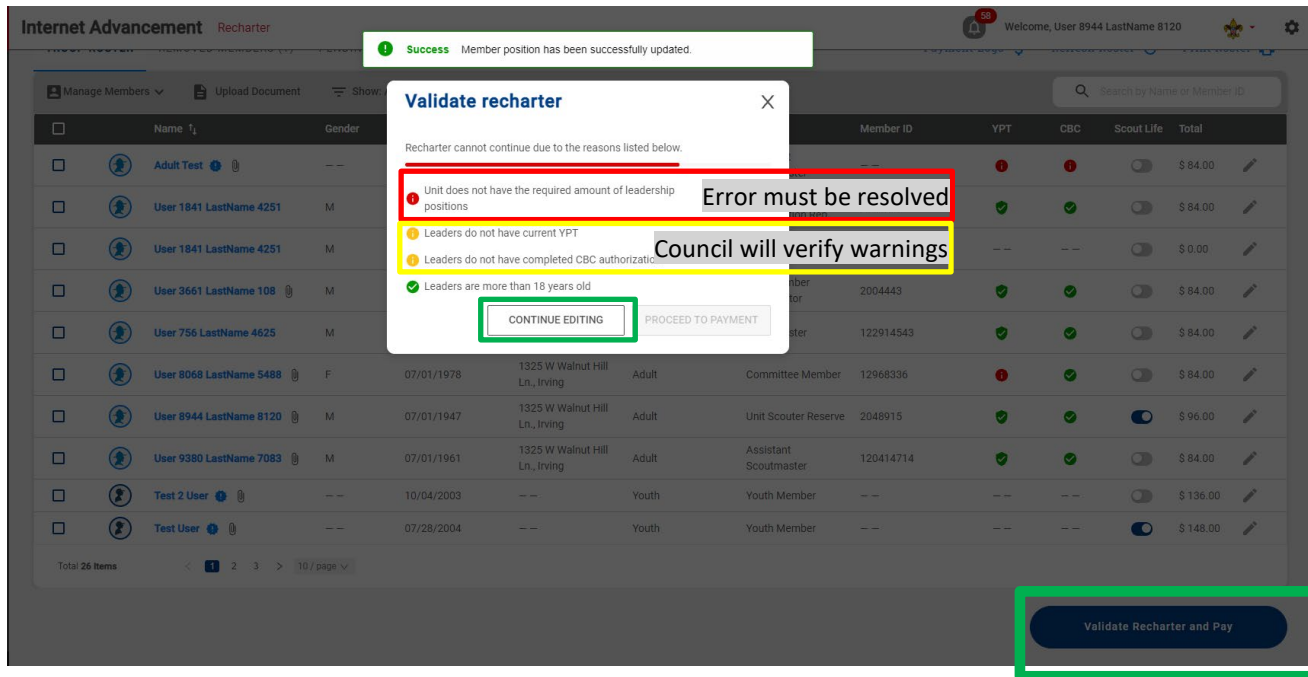 Internet Advancement Recharter
58
Welcome, User 8944 LastName 8120
Success Member position has been successfully updated.
Manage Members Upload Document Show:
Search by Name or Member ID
Validate recharter
Recharter cannot continue due to the reasons listed below.
Unit does not have the required amount of leadership
positions
Error must be resolved
Leaders do not have current YPT
Leaders do not have completed CBC authorization
Council will verify warnings
Leaders are more than 18 years old
CONTINUE EDITING PROCEED TO PAYMENT
Name Gender Member ID YPT CBC Scout Life Total
Adult Test -- -- $ 84.00
User 1841 LastName 4251 M $ 84.00
User 1841 LastName 4251 M -- -- $ 0.00
User 3661 LastName 108 M 2004443 $ 84.00
User 756 LastName 4625 M 122914543 $ 84.00
User 8068 LastName 5488 F 07/01/1978 1325 W Walnut Hill Adult Committee Member 12968336 $ 84.00
Ln., Irving
User 8944 LastName 8120 M 07/01/1947 1325 W Walnut Hill Adult Unit Scouter Reserve 2048915 $ 96.00
Ln., Irving
User 9380 LastName 7083 M 07/01/1961 1325 W Walnut Hill Adult Assistant 120414714 $ 84.00
Ln., Irving Scoutmaster
Test 2 User -- 10/04/2003 -- Youth Youth Member -- -- -- $ 136.00
Test User -- 07/28/2004 -- Youth Youth Member -- -- -- $ 148.00
Total 26 Items < 1 2 3 > 10 / page
Validate Recharter and Pay